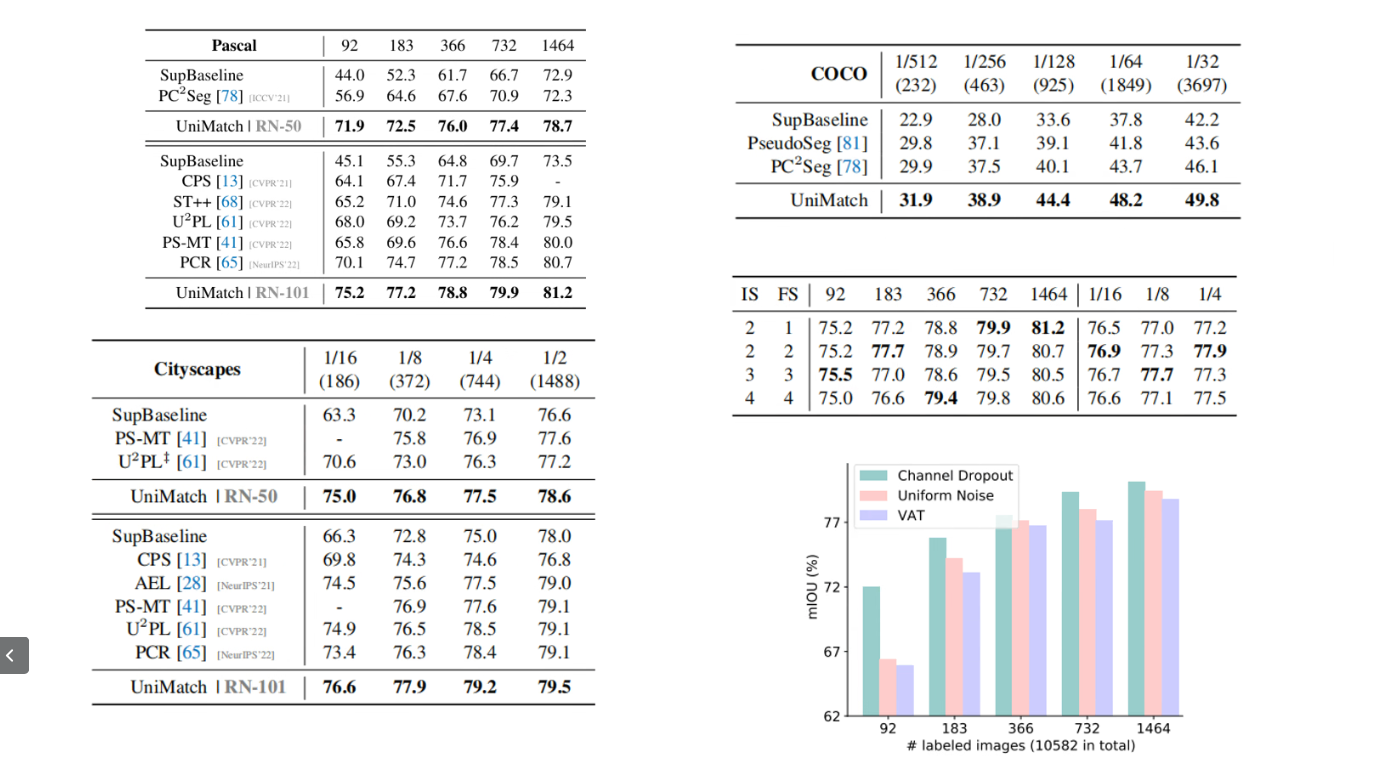 Pascal 92 183 366 732 1464
SupBaseline 44.0 52.3 61.7 66.7 72.9
PC²Seg [78] [ICCV'21] 56.9 64.6 67.6 70.9 72.3
UniMatch | RN-50 71.9 72.5 76.0 77.4 78.7
SupBaseline 45.1 55.3 64.8 69.7 73.5
CPS [13] [CVPR'21] 64.1 67.4 71.7 75.9 -
ST++ [68] [CVPR'22] 65.2 71.0 74.6 77.3 79.1
U²PL [61] [CVPR'22] 68.0 69.2 73.7 76.2 79.5
PS-MT [41] [CVPR'22] 65.8 69.6 76.6 78.4 80.0
PCR [65] [NeurIPS'22] 70.1 74.7 77.2 78.5 80.7
UniMatch | RN-101 75.2 77.2 78.8 79.9 81.2
Cityscapes 1/16 1/8 1/4 1/2
(186) (372) (744) (1488)
SupBaseline 63.3 70.2 73.1 76.6
PS-MT [41] [CVPR'22] - 75.8 76.9 77.6
U²PL‡ [61] [CVPR'22] 70.6 73.0 76.3 77.2
UniMatch | RN-50 75.0 76.8 77.5 78.6
SupBaseline 66.3 72.8 75.0 78.0
CPS [13] [CVPR'21] 69.8 74.3 74.6 76.8
AEL [28] [NeurIPS'21] 74.5 75.6 77.5 79.0
PS-MT [41] [CVPR'22] - 76.9 77.6 79.1
U²PL [61] [CVPR'22] 74.9 76.5 78.5 79.1
PCR [65] [NeurIPS'22] 73.4 76.3 78.4 79.1
UniMatch | RN-101 76.6 77.9 79.2 79.5
COCO 1/512 1/256 1/128 1/64 1/32
(232) (463) (925) (1849) (3697)
SupBaseline 22.9 28.0 33.6 37.8 42.2
PseudoSeg [81] 29.8 37.1 39.1 41.8 43.6
PC²Seg [78] 29.9 37.5 40.1 43.7 46.1
UniMatch 31.9 38.9 44.4 48.2 49.8
IS FS 92 183 366 732 1464 1/16 1/8 1/4
2 1 75.2 77.2 78.8 79.9 81.2 76.5 77.0 77.2
2 2 75.2 77.7 78.9 79.7 80.7 76.9 77.3 77.9
3 3 75.5 77.0 78.6 79.5 80.5 76.7 77.7 77.3
4 4 75.0 76.6 79.4 79.8 80.6 76.6 77.1 77.5
Channel Dropout
Uniform Noise
VAT
77
72
67
62
mIOU (%)
92 183 366 732 1464
# labeled images (10582 in total)